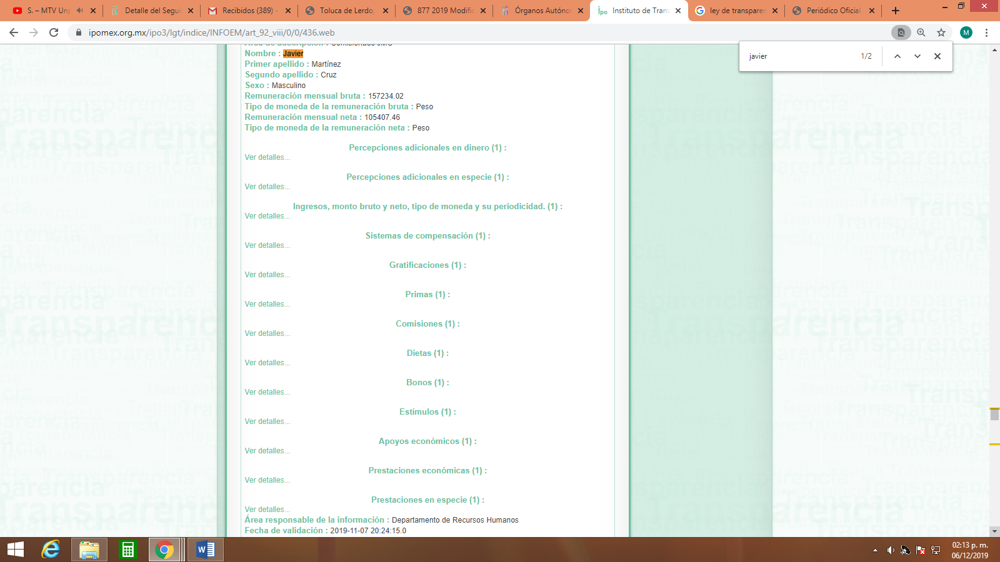 S. – MTV Unp
Detalle del Segui
Recibidos (389) -
Toluca de Lerdo,
877 2019 Modific
Órganos Autónor
Instituto de Trans
ley de transparen
Periódico Oficial
ipomex.org.mx/ipo3/lgt/indice/INFOEM/art_92_viii/0/0/436.web
M
javier
1/2
Nombre : Javier
Primer apellido : Martínez
Segundo apellido : Cruz
Sexo : Masculino
Remuneración mensual bruta : 157234.02
Tipo de moneda de la remuneración bruta : Peso
Remuneración mensual neta : 105407.46
Tipo de moneda de la remuneración neta : Peso
Percepciones adicionales en dinero (1) :
Ver detalles...
Percepciones adicionales en especie (1) :
Ver detalles...
Ingresos, monto bruto y neto, tipo de moneda y su periodicidad. (1) :
Ver detalles...
Sistemas de compensación (1) :
Ver detalles...
Gratificaciones (1) :
Ver detalles...
Primas (1) :
Ver detalles...
Comisiones (1) :
Ver detalles...
Dietas (1) :
Ver detalles...
Bonos (1) :
Ver detalles...
Estímulos (1) :
Ver detalles...
Apoyos económicos (1) :
Ver detalles...
Prestaciones económicas (1) :
Ver detalles...
Prestaciones en especie (1) :
Ver detalles...
Área responsable de la información : Departamento de Recursos Humanos
Fecha de validación : 2019-11-07 20:24:15.0
02:13 p. m.
06/12/2019